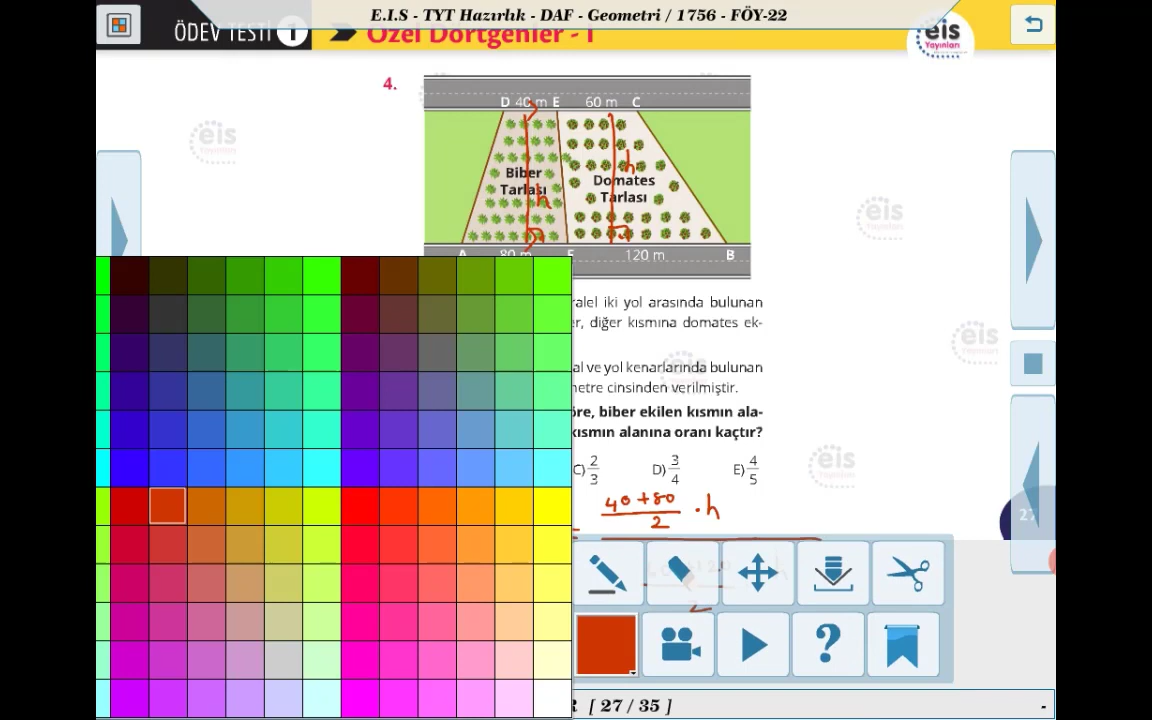 E.I.S - TYT Hazırlık - DAF - Geometri / 1756 - FÖY-22
ÖDEV TESTİ 1
Özel Dörtgenler - I
eis
Yayınları
4.
D 40 m E 60 m C
h
Biber
Tarlası
h
Domates
Tarlası
A 80 m F 120 m B
ralel iki yol arasında bulunan
er, diğer kısmına domates ek-
al ve yol kenarlarında bulunan
metre cinsinden verilmiştir.
öre, biber ekilen kısmın ala-
kısmın alanına oranı kaçtır?
C) 2/3 D) 3/4 E) 4/5
40+80
· h
2
27
?
R [ 27 / 35 ]
-